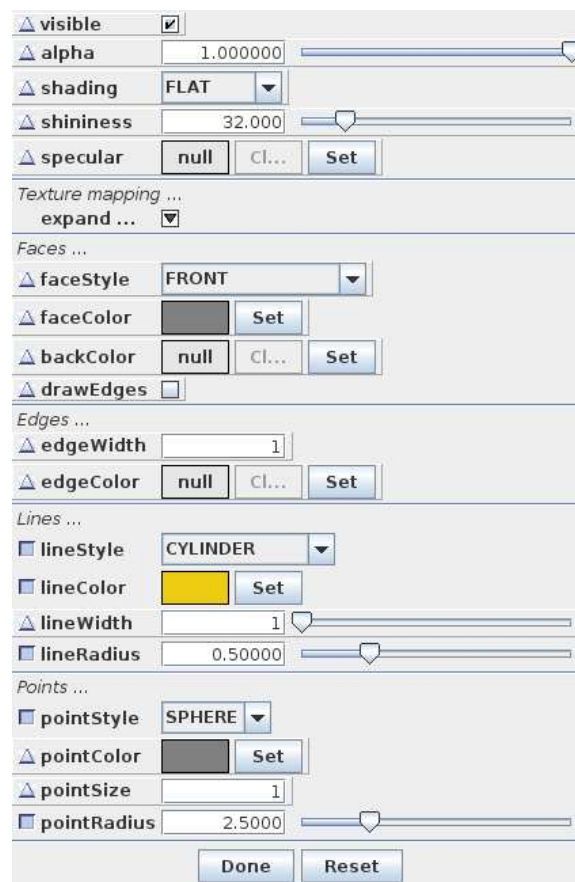 visible
alpha 1.000000
shading FLAT
shininess 32.000
specular null Cl... Set
Texture mapping ...
expand ...
Faces ...
faceStyle FRONT
faceColor Set
backColor null Cl... Set
drawEdges
Edges ...
edgeWidth 1
edgeColor null Cl... Set
Lines ...
lineStyle CYLINDER
lineColor Set
lineWidth 1
lineRadius 0.50000
Points ...
pointStyle SPHERE
pointColor Set
pointSize 1
pointRadius 2.5000
Done Reset